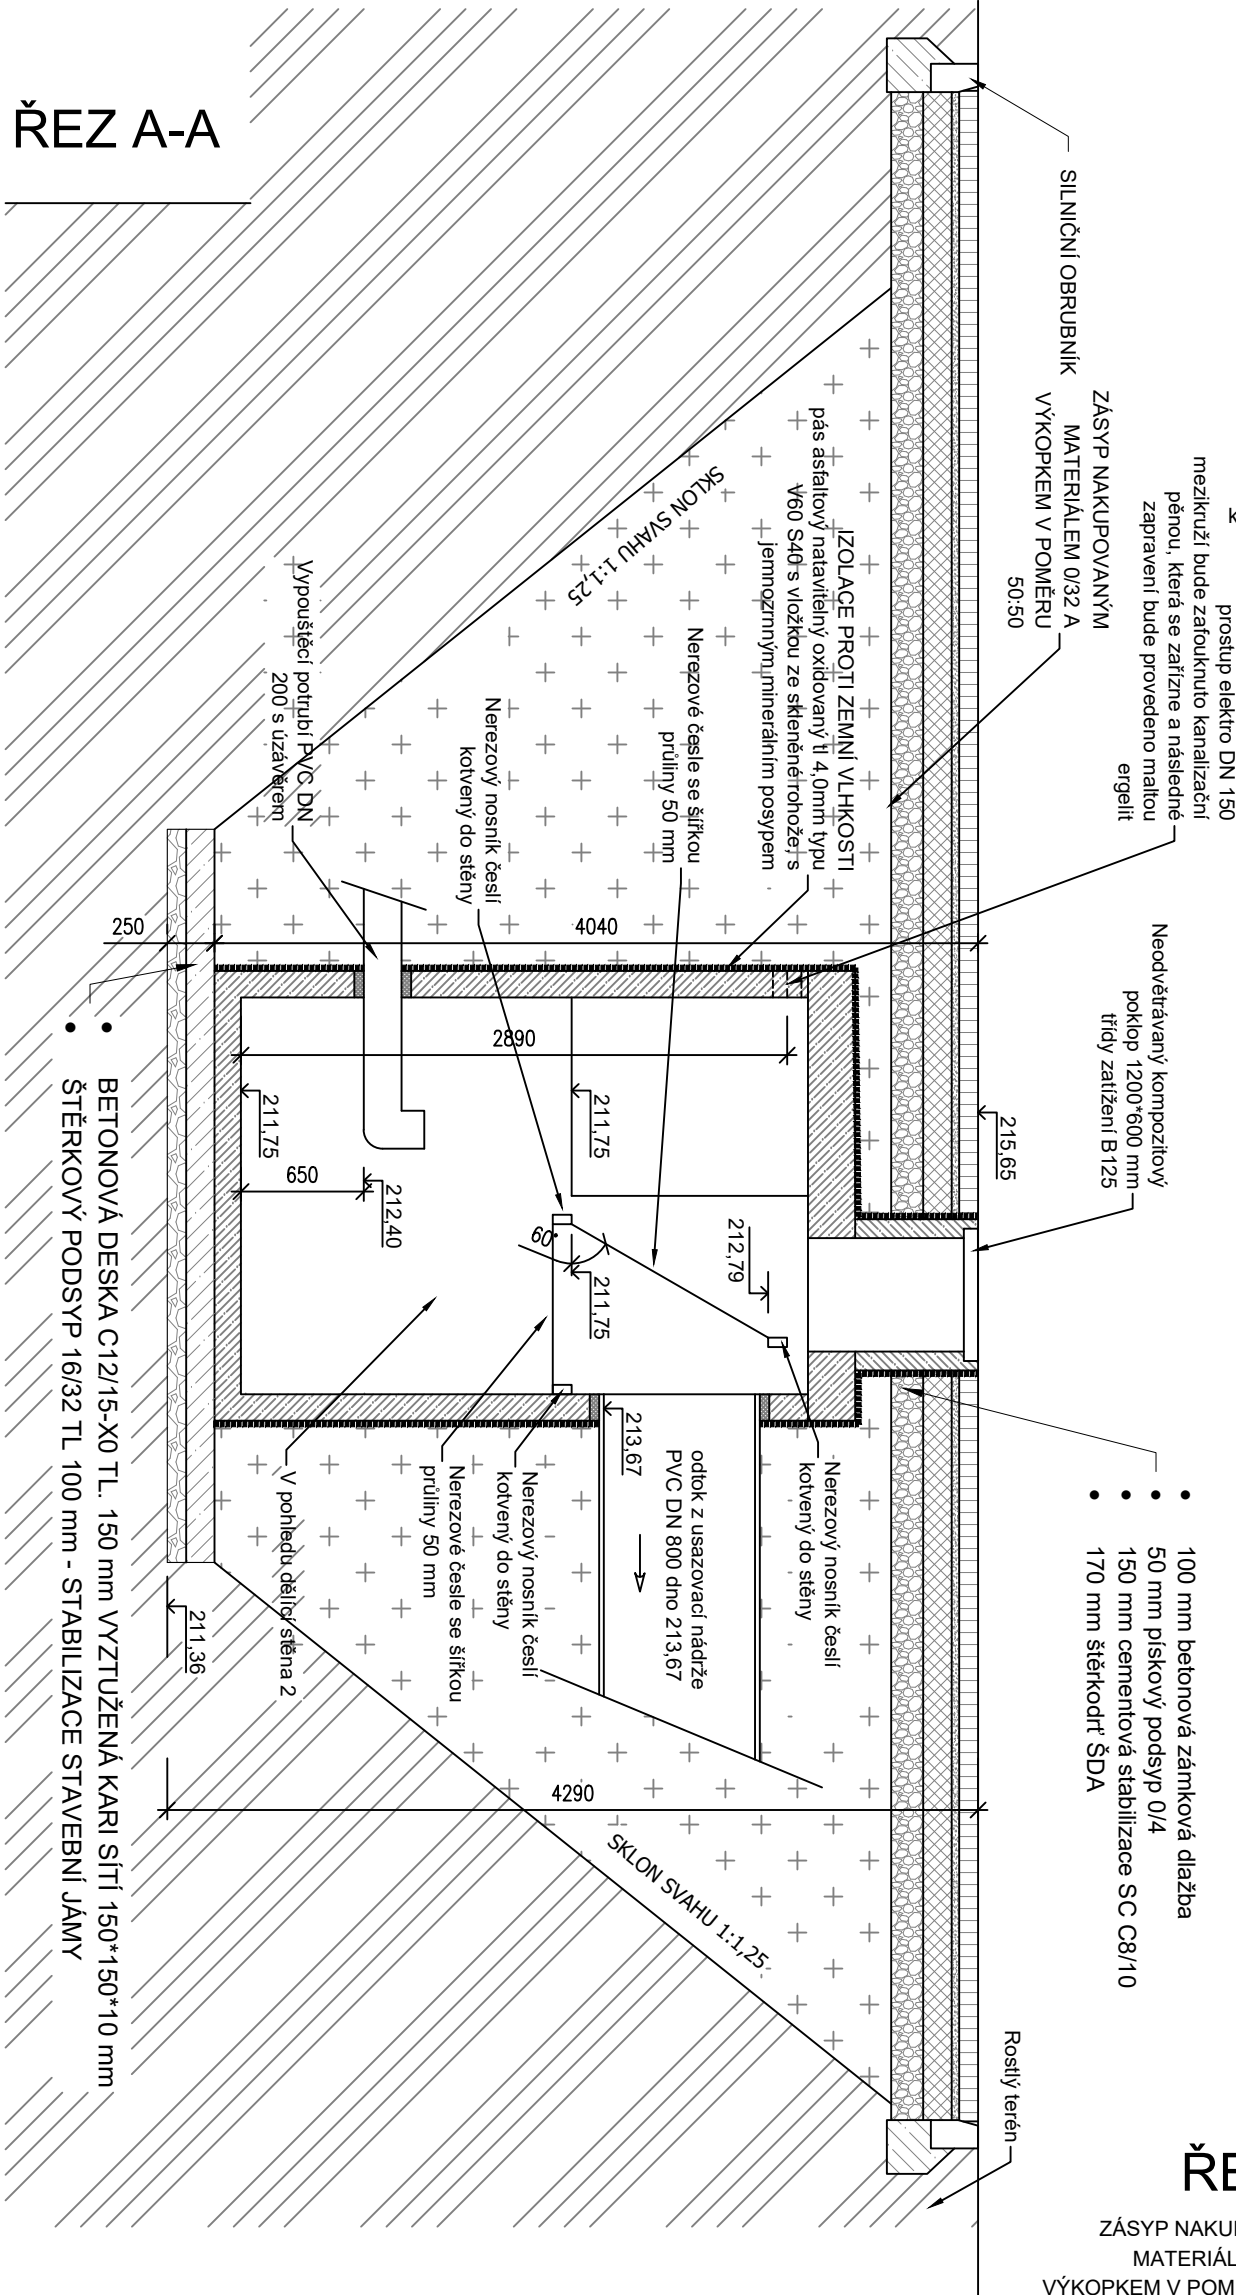 ŘEZ A-A
SILNIČNÍ OBRUBNÍK
ZÁSYP NAKUPOVANÝM
MATERIÁLEM 0/32 A
VÝKOPKEM V POMĚRU
50:50
prostup elektro DN 150
mezikruží bude zafouknuto kanalizační
pěnou, která se zařízne a následné
zapravení bude provedeno maltou
ergelit
Neodvětrávaný kompozitový
poklop 1200*600 mm
třídy zatížení B125
100 mm betonová zámková dlažba
50 mm pískový podsyp 0/4
150 mm cementová stabilizace SC C8/10
170 mm štěrkodrť ŠDA
Rostlý terén
215,65
SKLON SVAHU 1:1,25
IZOLACE PROTI ZEMNÍ VLHKOSTI
pás asfaltový natavitelný oxidovaný tl 4,0mm typu
V60 S40 s vložkou ze skleněné rohože, s
jemnozrnným minerálním posypem
Nerezové česle se šířkou
průliny 50 mm
Nerezový nosník česlí
kotvený do stěny
Vypouštěcí potrubí PVC DN
200 s úzávěrem
4040
250
2890
211,75
211,75
650
212,40
60°
211,75
212,79
213,67
odtok z usazovací nádrže
PVC DN 800 dno 213,67
Nerezový nosník česlí
kotvený do stěny
Nerezový nosník česlí
kotvený do stěny
Nerezové česle se šířkou
průliny 50 mm
V pohledu dělící stěna 2
211,36
4290
SKLON SVAHU 1:1,25
BETONOVÁ DESKA C12/15-X0 TL. 150 mm VYZTUŽENÁ KARI SÍTÍ 150*150*10 mm
ŠTĚRKOVÝ PODSYP 16/32 TL 100 mm - STABILIZACE STAVEBNÍ JÁMY
ŘE
ZÁSYP NAKU
MATERIÁL
VÝKOPKEM V POM